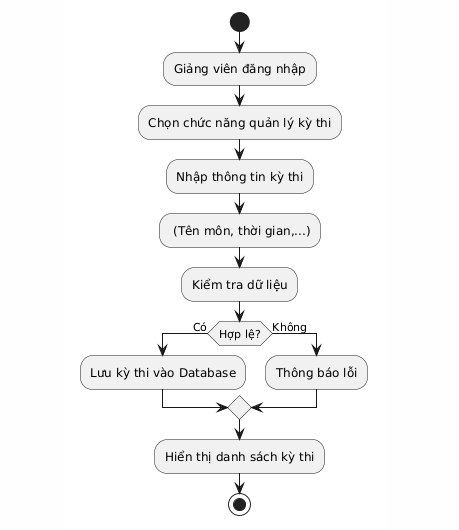 Giảng viên đăng nhập
Chọn chức năng quản lý kỳ thi
Nhập thông tin kỳ thi
(Tên môn, thời gian,...)
Kiểm tra dữ liệu
Có
Hợp lệ?
Không
Lưu kỳ thi vào Database
Thông báo lỗi
Hiển thị danh sách kỳ thi